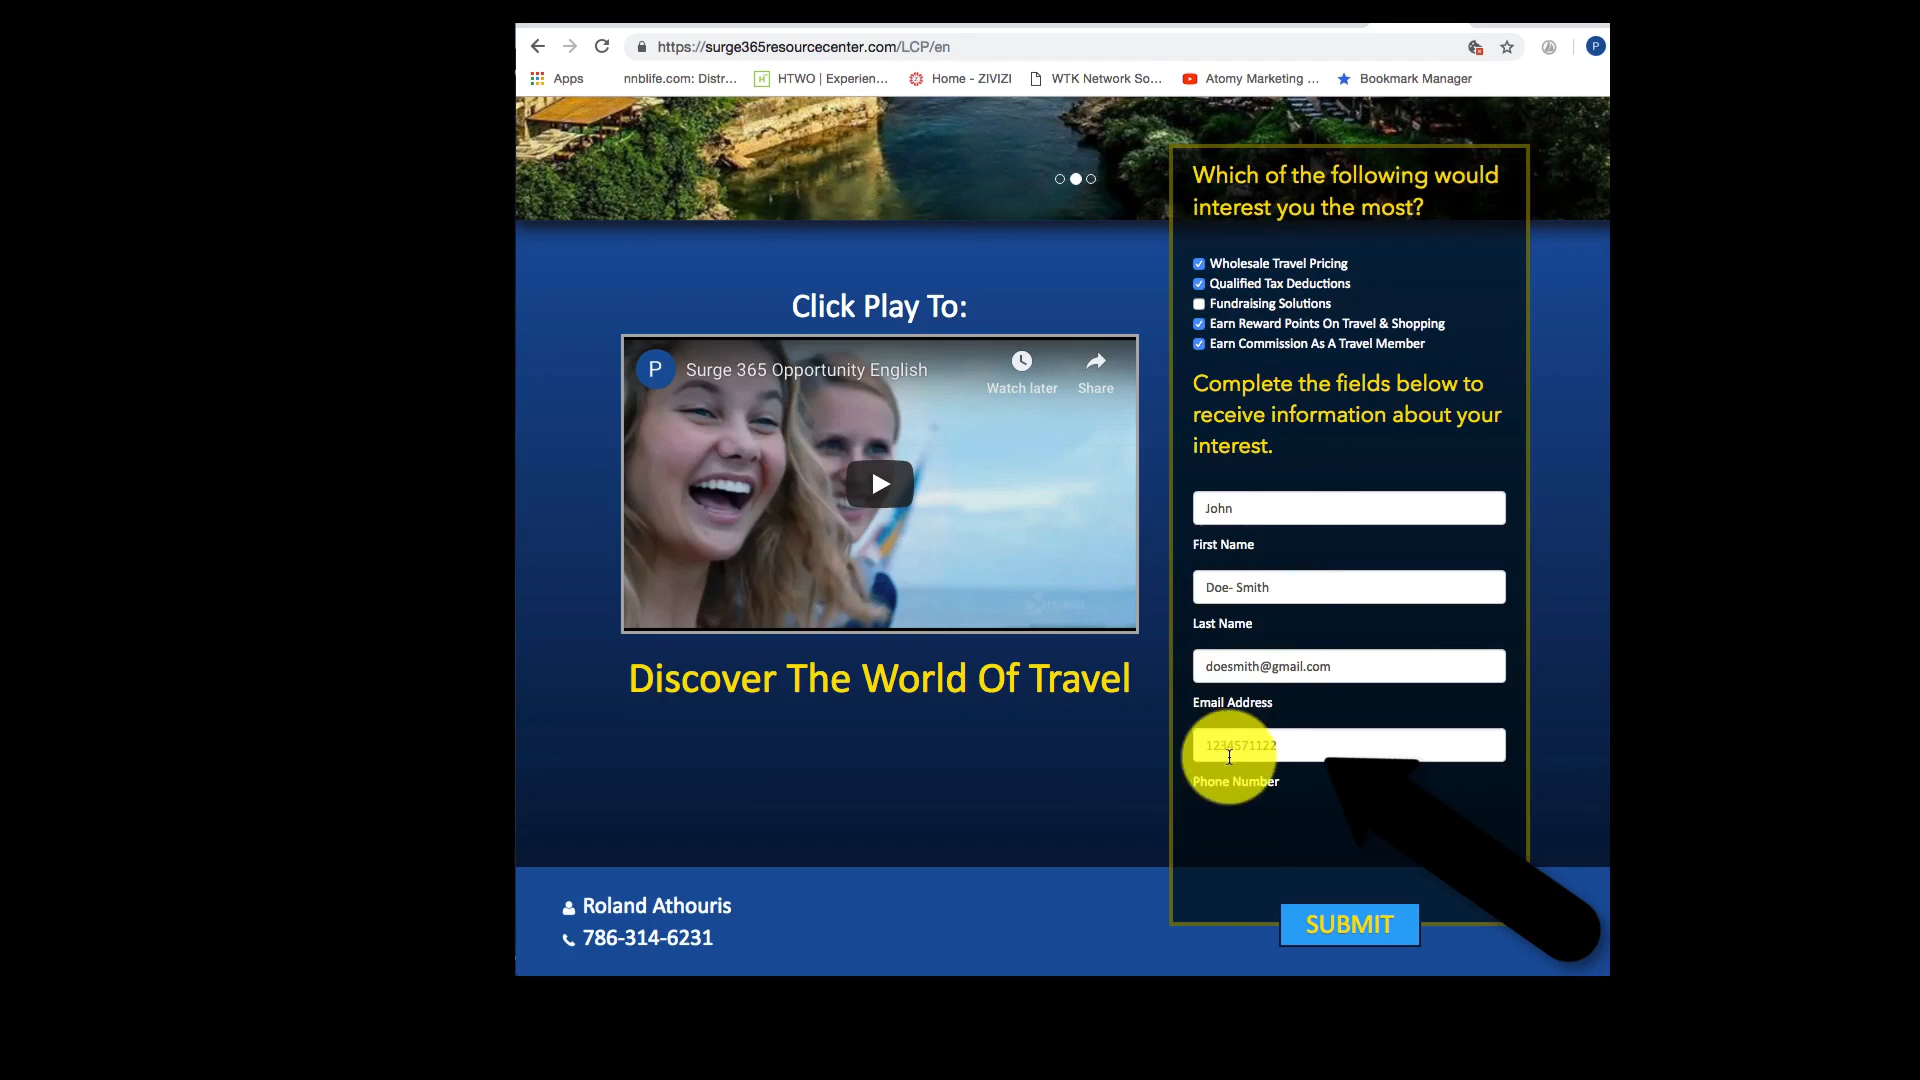 https://surge365resourcecenter.com/LCP/en
P
Apps
nnblife.com: Distr...
HTWO | Experien...
Home - ZIVIZI
WTK Network So...
Atomy Marketing ...
Bookmark Manager
Which of the following would
interest you the most?
Wholesale Travel Pricing
Qualified Tax Deductions
Fundraising Solutions
Earn Reward Points On Travel & Shopping
Earn Commission As A Travel Member
Click Play To:
P
Surge 365 Opportunity English
Watch later
Share
Discover The World Of Travel
Complete the fields below to
receive information about your
interest.
John
First Name
Doe- Smith
Last Name
doesmith@gmail.com
Email Address
1234571122
Phone Number
SUBMIT
Roland Athouris
786-314-6231